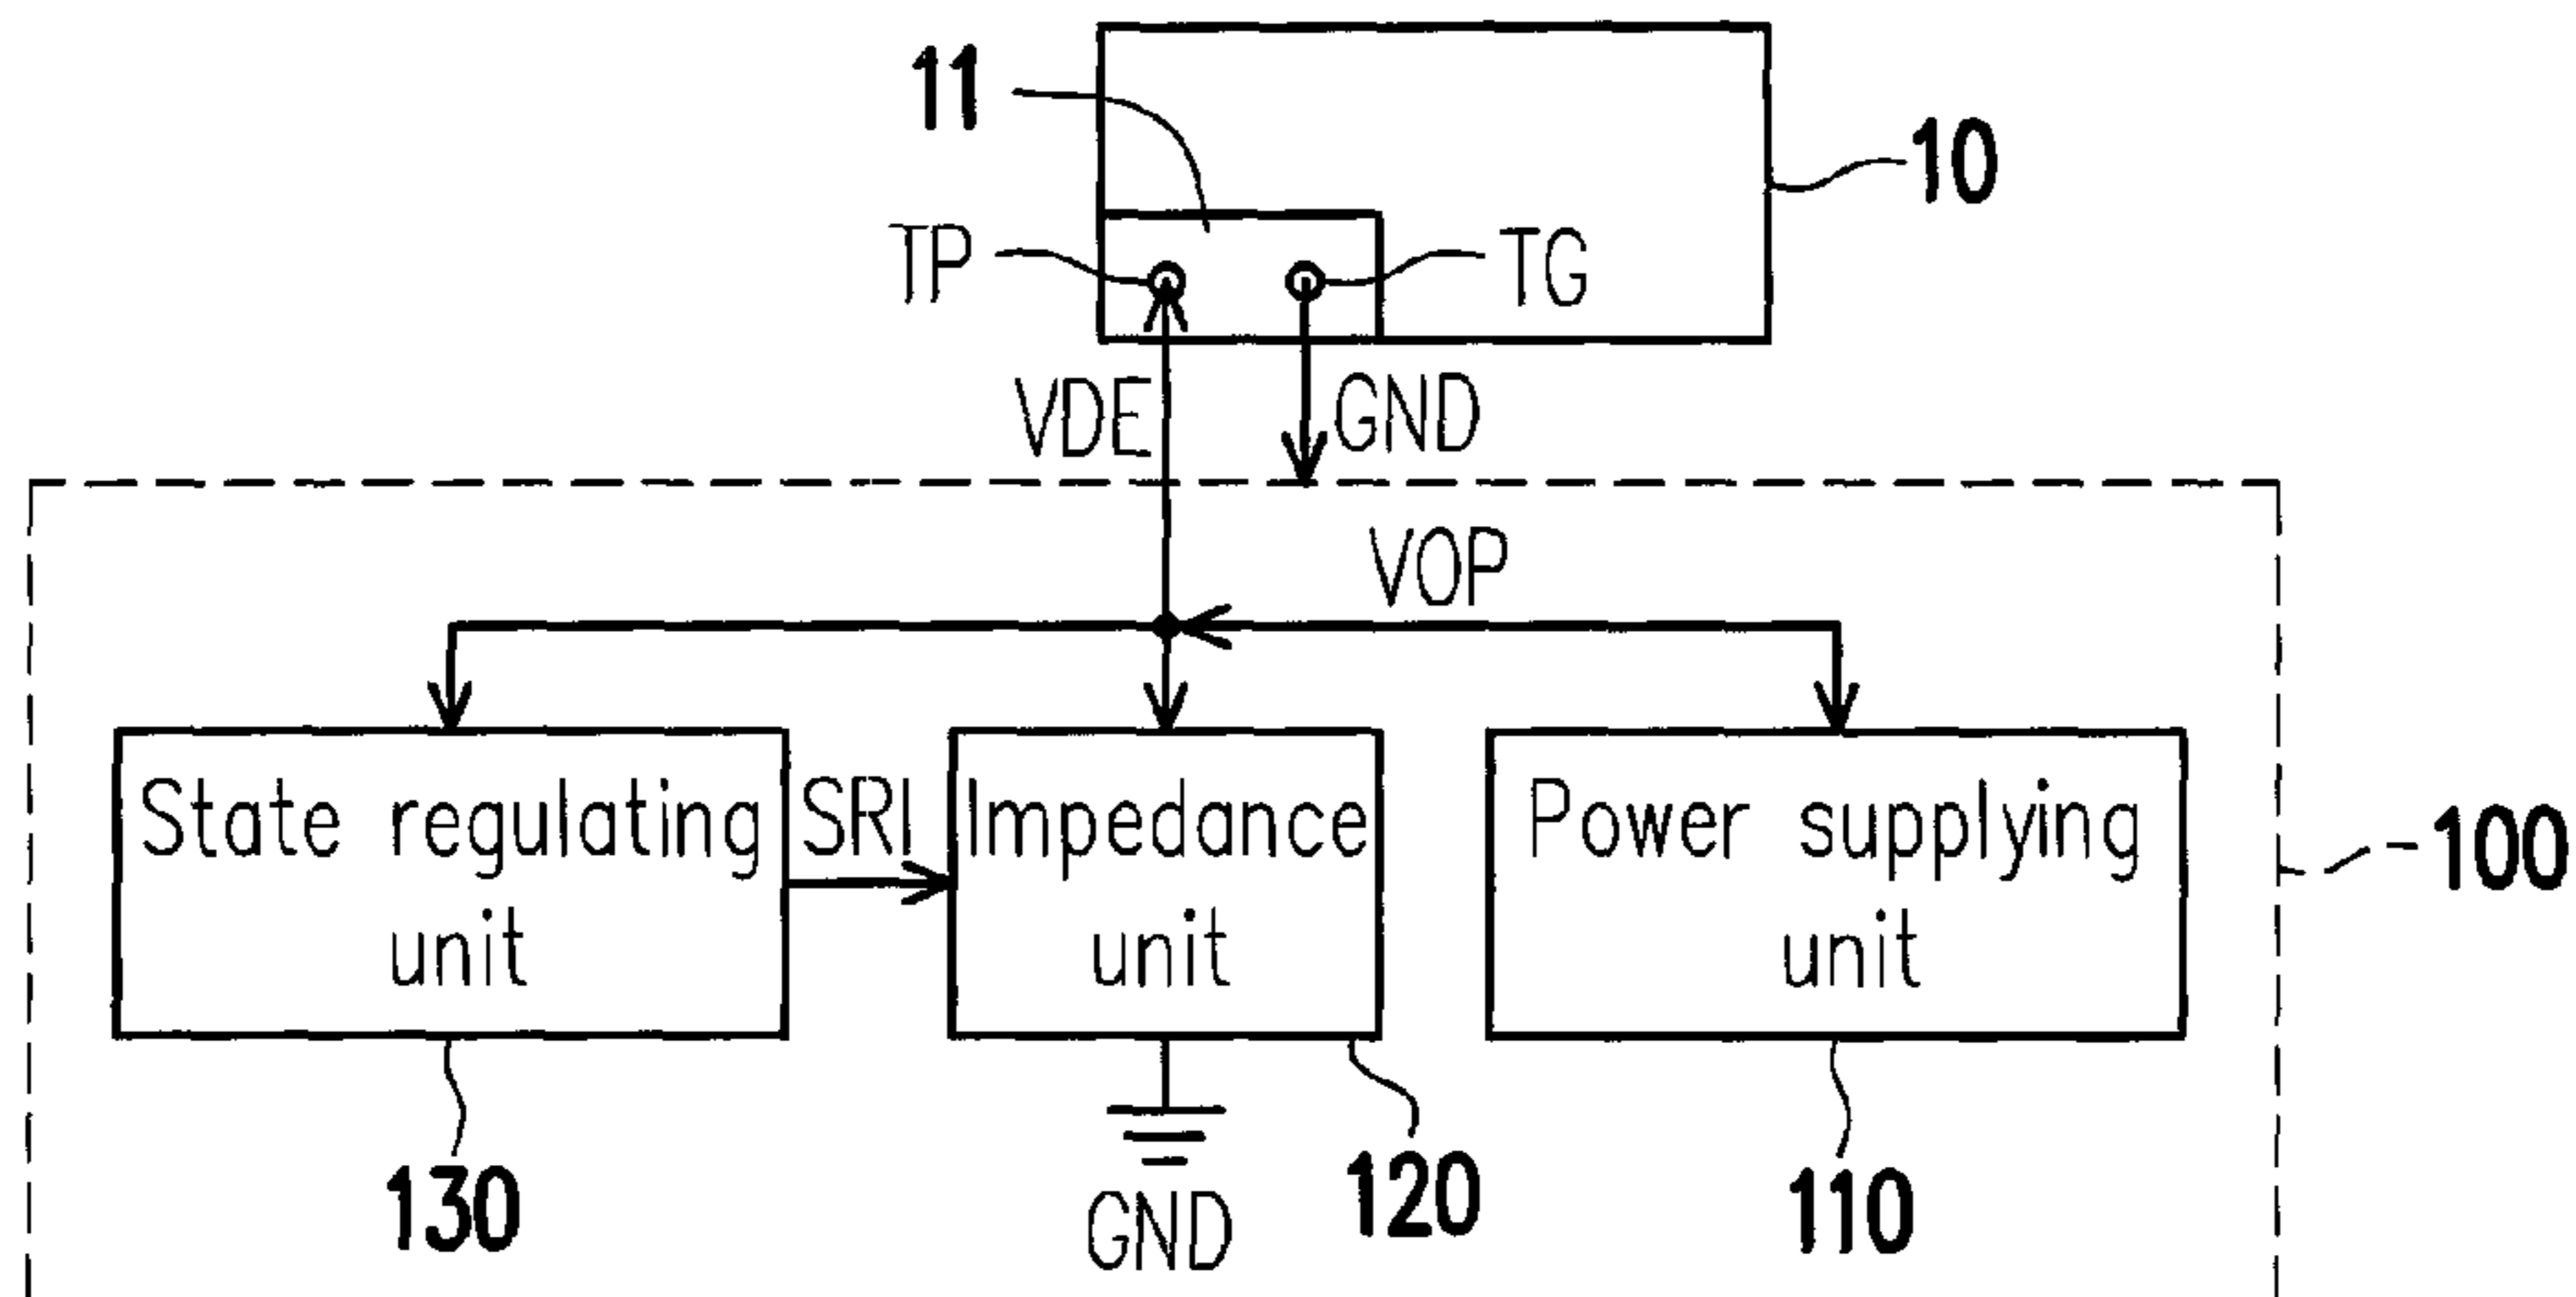 11
10
TP
TG
VDE
GND
VOP
State regulating
unit
SRI
Impedance
unit
Power supplying
unit
100
130
GND
120
110